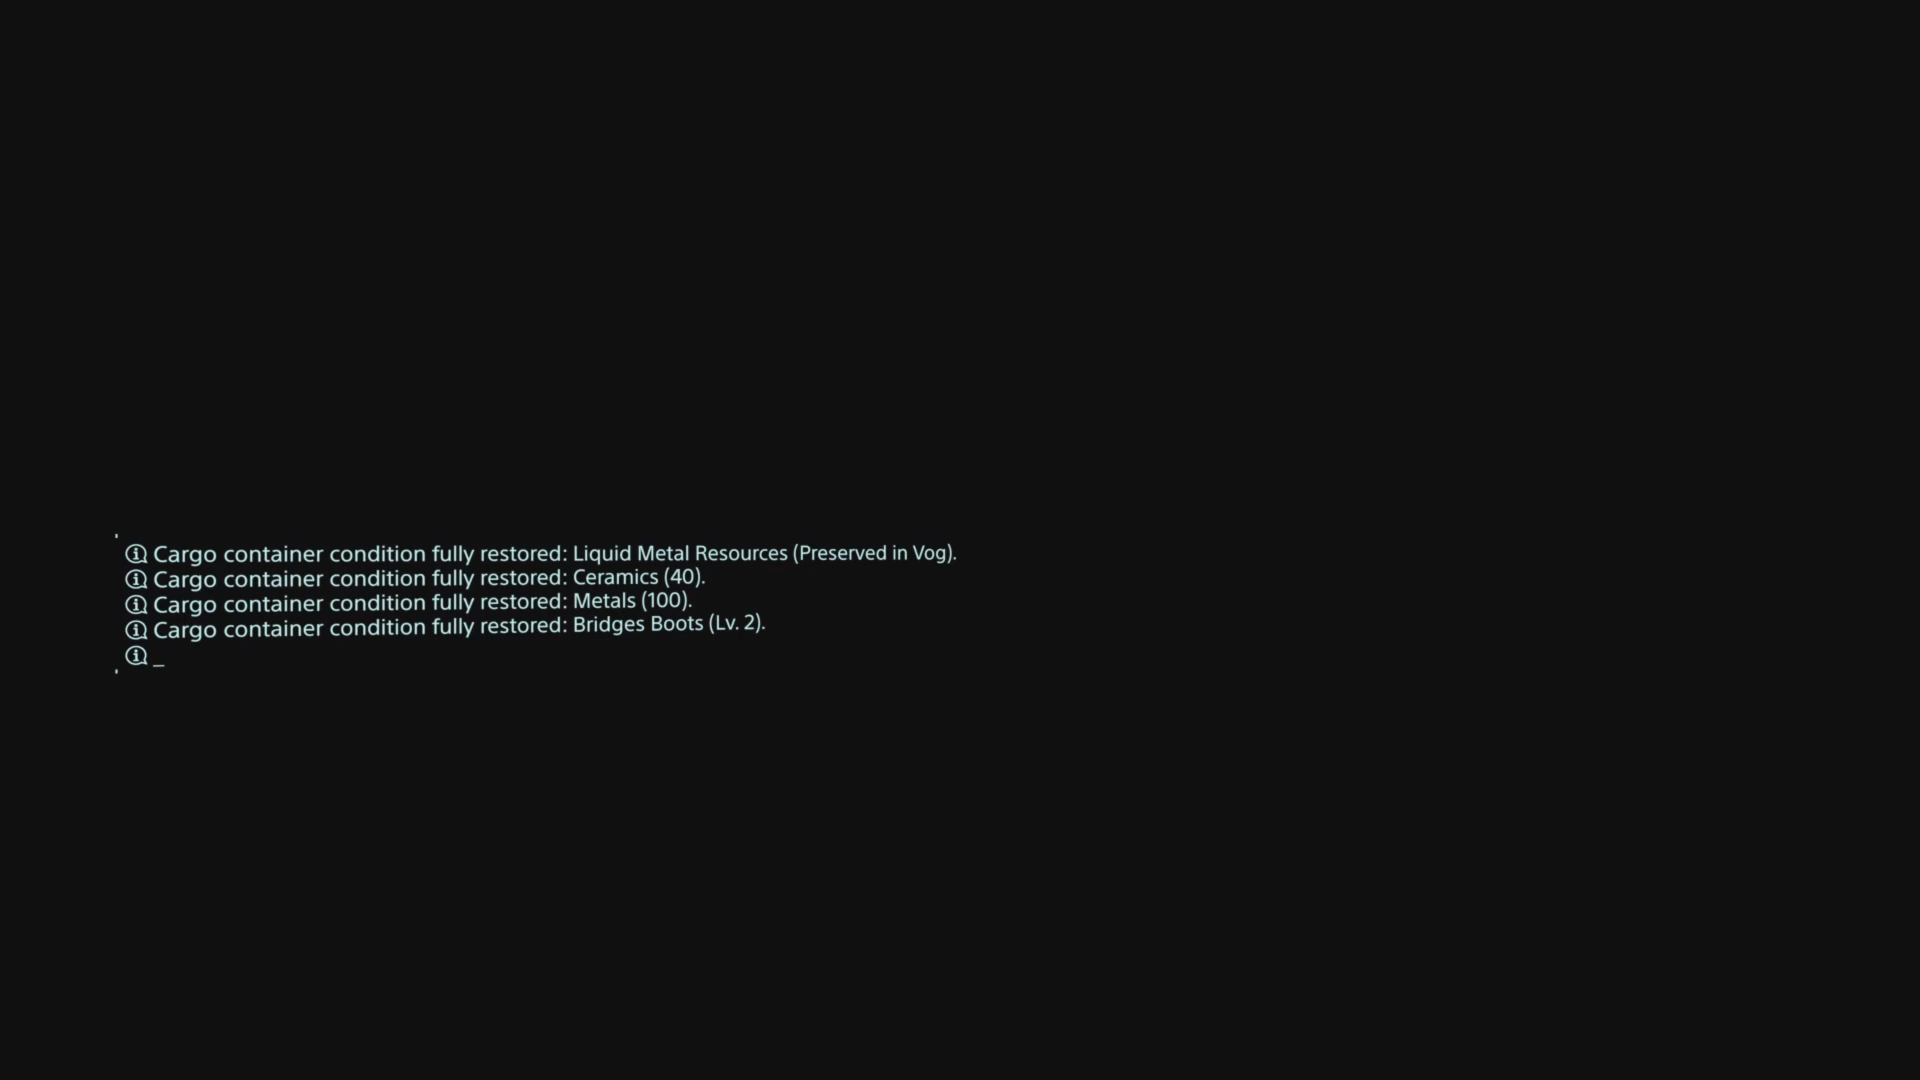 Cargo container condition fully restored: Liquid Metal Resources (Preserved in Vog).
Cargo container condition fully restored: Ceramics (40).
Cargo container condition fully restored: Metals (100).
Cargo container condition fully restored: Bridges Boots (Lv. 2).
_